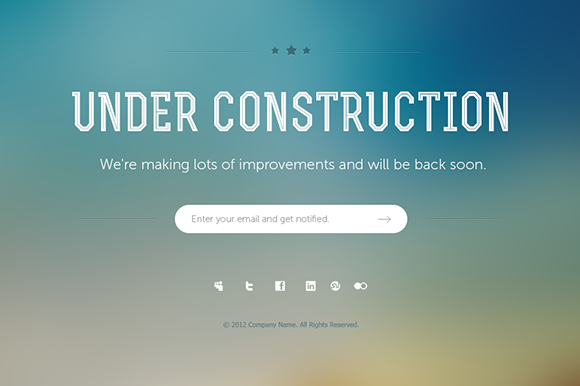 UNDER CONSTRUCTION
We're making lots of improvements and will be back soon.
Enter your email and get notified.
© 2012 Company Name. All Rights Reserved.